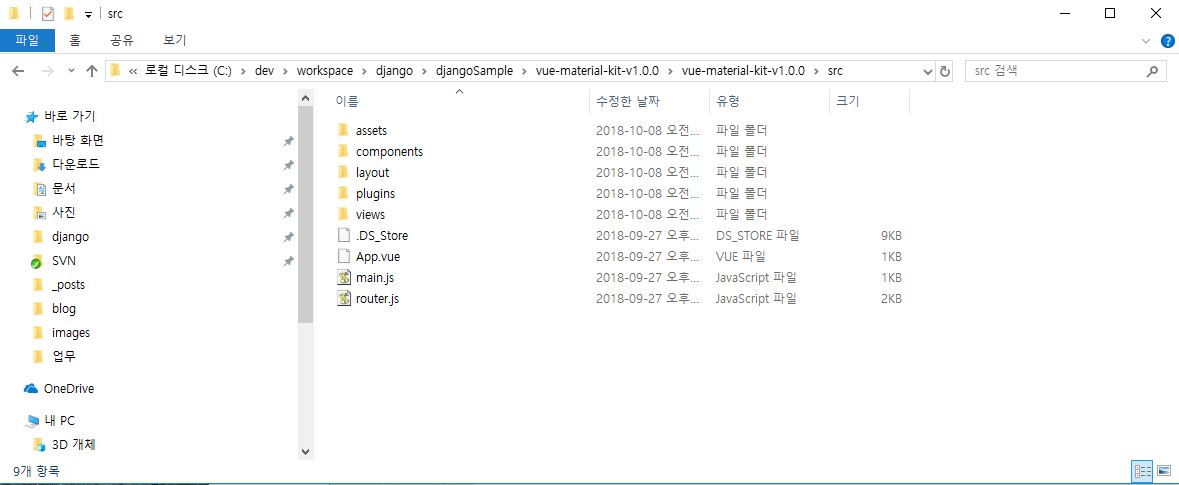 src
파일 홈 공유 보기
« 로컬 디스크 (C:) > dev > workspace > django > djangoSample > vue-material-kit-v1.0.0 > vue-material-kit-v1.0.0 > src
src 검색
바로 가기
바탕 화면
다운로드
문서
사진
django
SVN
_posts
blog
images
업무
OneDrive
내 PC
3D 개체
이름 수정한 날짜 유형 크기
assets 2018-10-08 오전... 파일 폴더
components 2018-10-08 오전... 파일 폴더
layout 2018-10-08 오전... 파일 폴더
plugins 2018-10-08 오전... 파일 폴더
views 2018-10-08 오전... 파일 폴더
.DS_Store 2018-09-27 오후... DS_STORE 파일 9KB
App.vue 2018-09-27 오후... VUE 파일 1KB
main.js 2018-09-27 오후... JavaScript 파일 1KB
router.js 2018-09-27 오후... JavaScript 파일 2KB
9개 항목